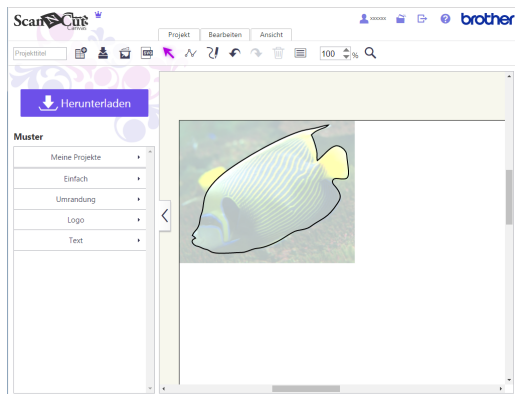 ScanNCut
Canvas
xxxxxx
brother
Projekt
Bearbeiten
Ansicht
Projekttitel
100 %
Herunterladen
Muster
Meine Projekte
Einfach
Umrandung
Logo
Text